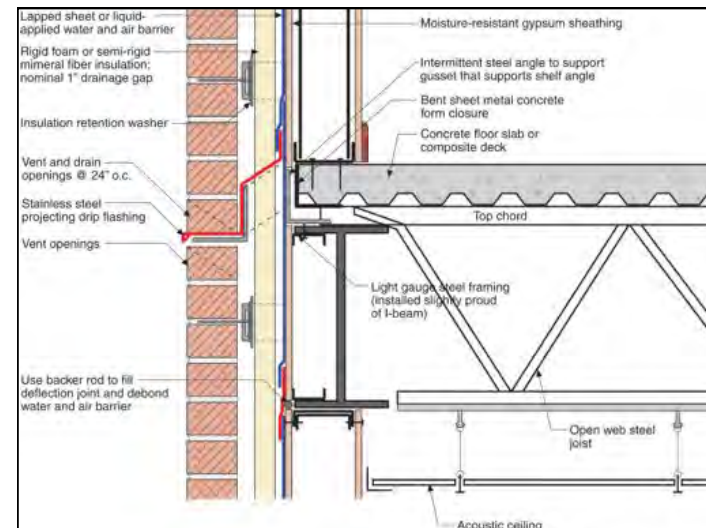 Lapped sheet or liquid-
applied water and air barrier
Rigid foam or semi-rigid
mimeral fiber insulation;
nominal 1" drainage gap
Insulation retention washer
Vent and drain
openings @ 24" o.c.
Stainless steel
projecting drip flashing
Vent openings
Use backer rod to fill
deflection joint and debond
water and air barrier
Moisture-resistant gypsum sheathing
Intermittent steel angle to support
gusset that supports shelf angle
Bent sheet metal concrete
form closure
Concrete floor slab or
composite deck
Top chord
Light gauge steel framing
(installed slightly proud
of I-beam)
Open web steel
joist
Acoustic ceiling